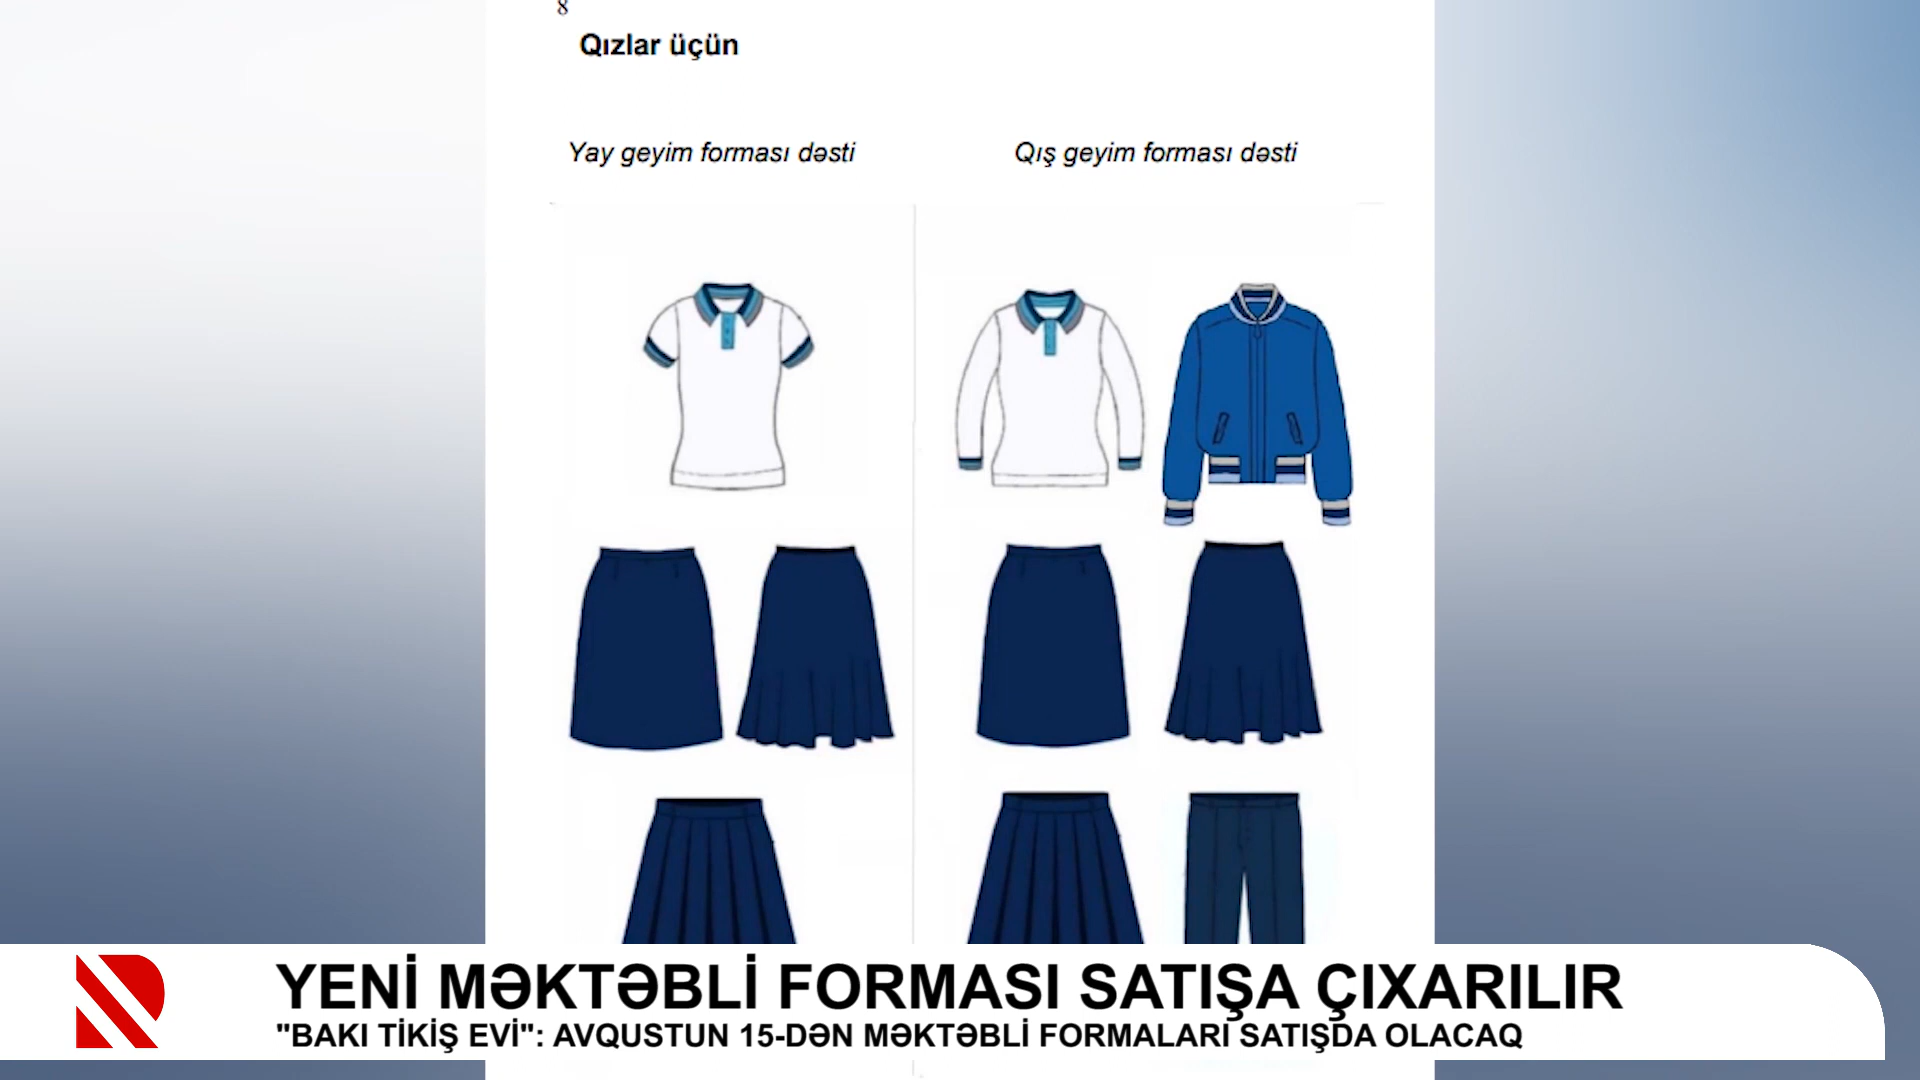 8
Qızlar üçün
Yay geyim forması dəsti
Qış geyim forması dəsti
YENİ MƏKTƏBLİ FORMASI SATIŞA ÇIXARILIR
"BAKI TİKİŞ EVİ": AVQUSTUN 15-DƏN MƏKTƏBLİ FORMALARI SATIŞDA OLACAQ